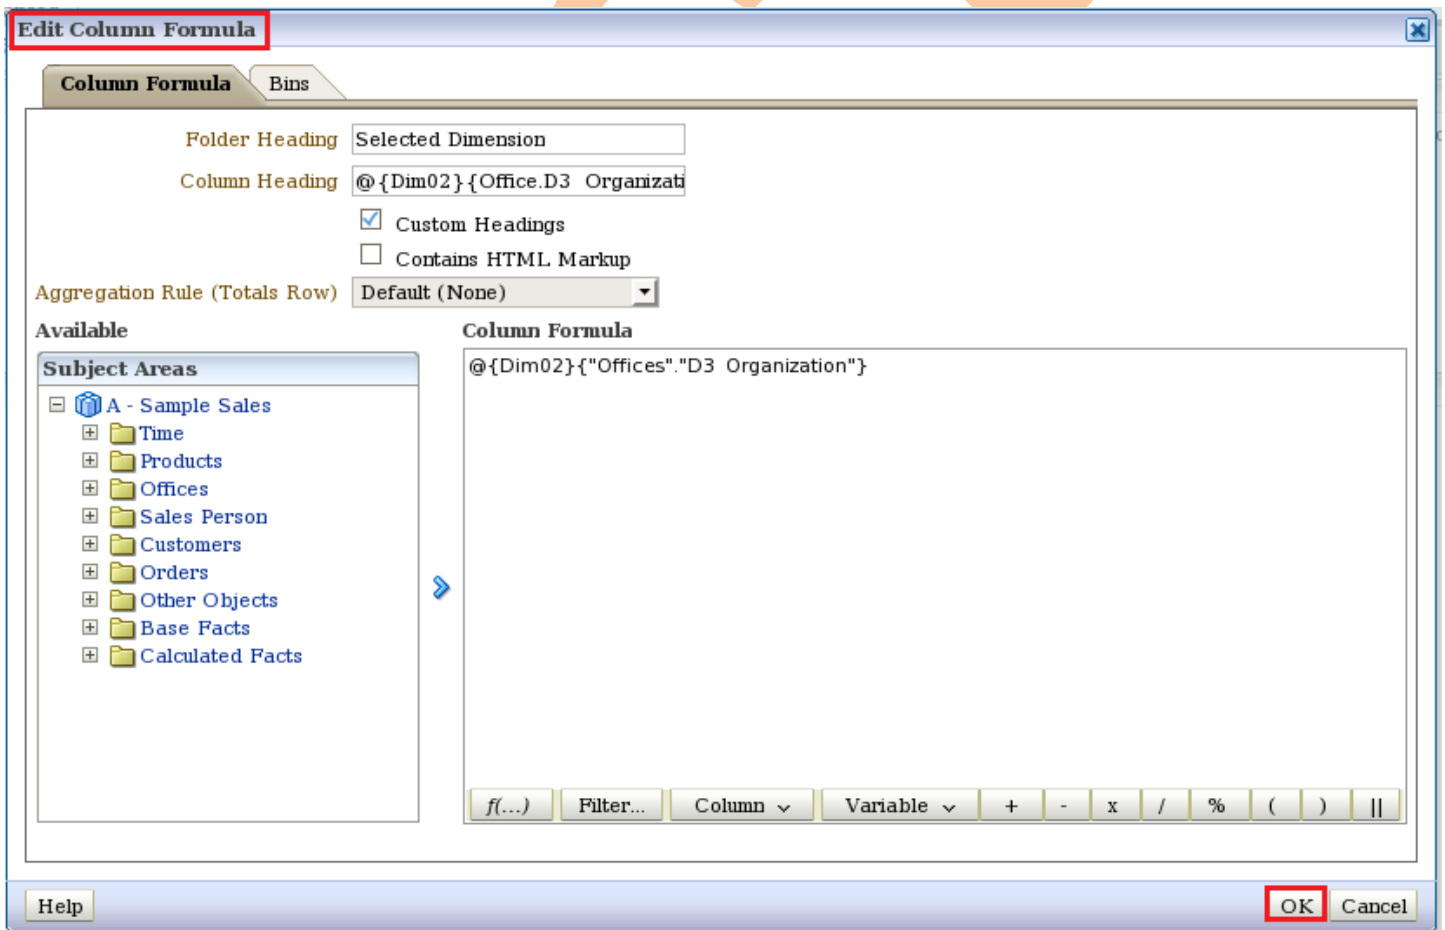 Edit Column Formula
Column Formula Bins
Folder Heading Selected Dimension
Column Heading @{Dim02}{Office.D3 Organizati
Custom Headings
Contains HTML Markup
Aggregation Rule (Totals Row) Default (None)
Available Column Formula
Subject Areas @{Dim02}{"Offices"."D3 Organization"}
A - Sample Sales
Time
Products
Offices
Sales Person
Customers
Orders
Other Objects
Base Facts
Calculated Facts
f(...) Filter... Column Variable + - x / % ( ) ||
Help OK Cancel